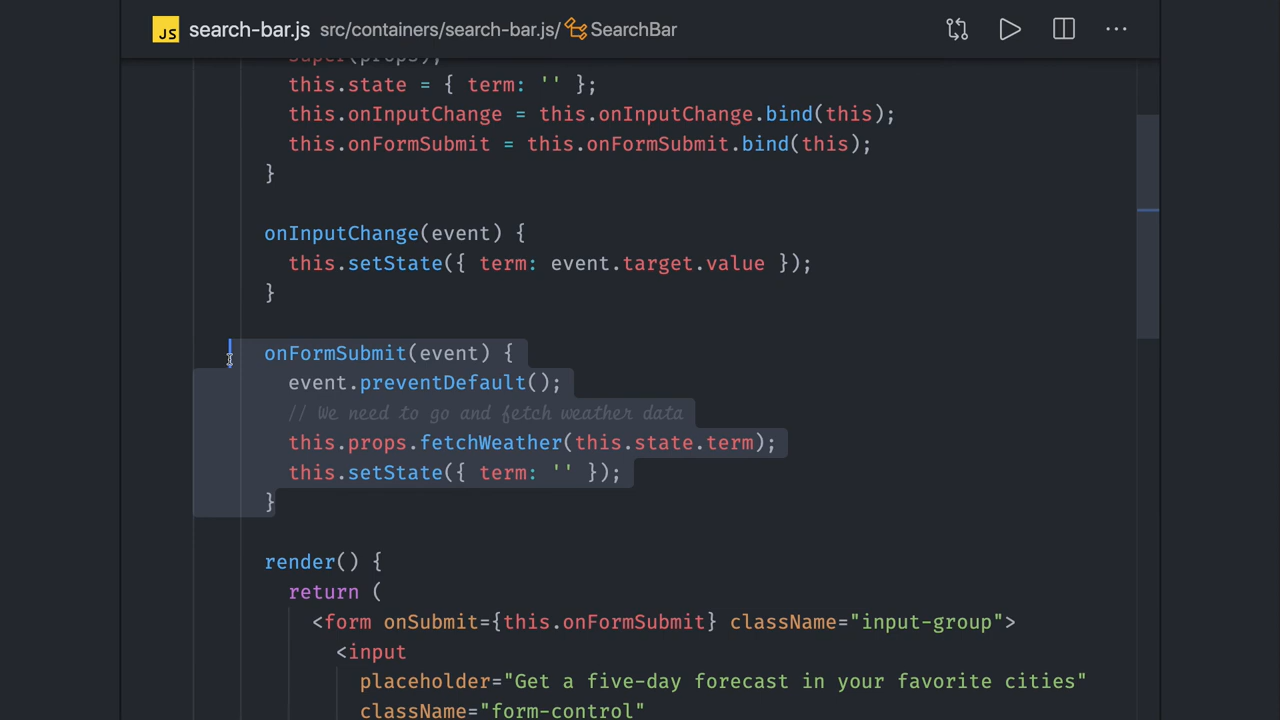 JS search-bar.js src/containers/search-bar.js/ SearchBar
super(props);
this.state = { term: '' };
this.onInputChange = this.onInputChange.bind(this);
this.onFormSubmit = this.onFormSubmit.bind(this);
}
onInputChange(event) {
this.setState({ term: event.target.value });
}
onFormSubmit(event) {
event.preventDefault();
// We need to go and fetch weather data
this.props.fetchWeather(this.state.term);
this.setState({ term: '' });
}
render() {
return (
<form onSubmit={this.onFormSubmit} className="input-group">
<input
placeholder="Get a five-day forecast in your favorite cities"
className="form-control"